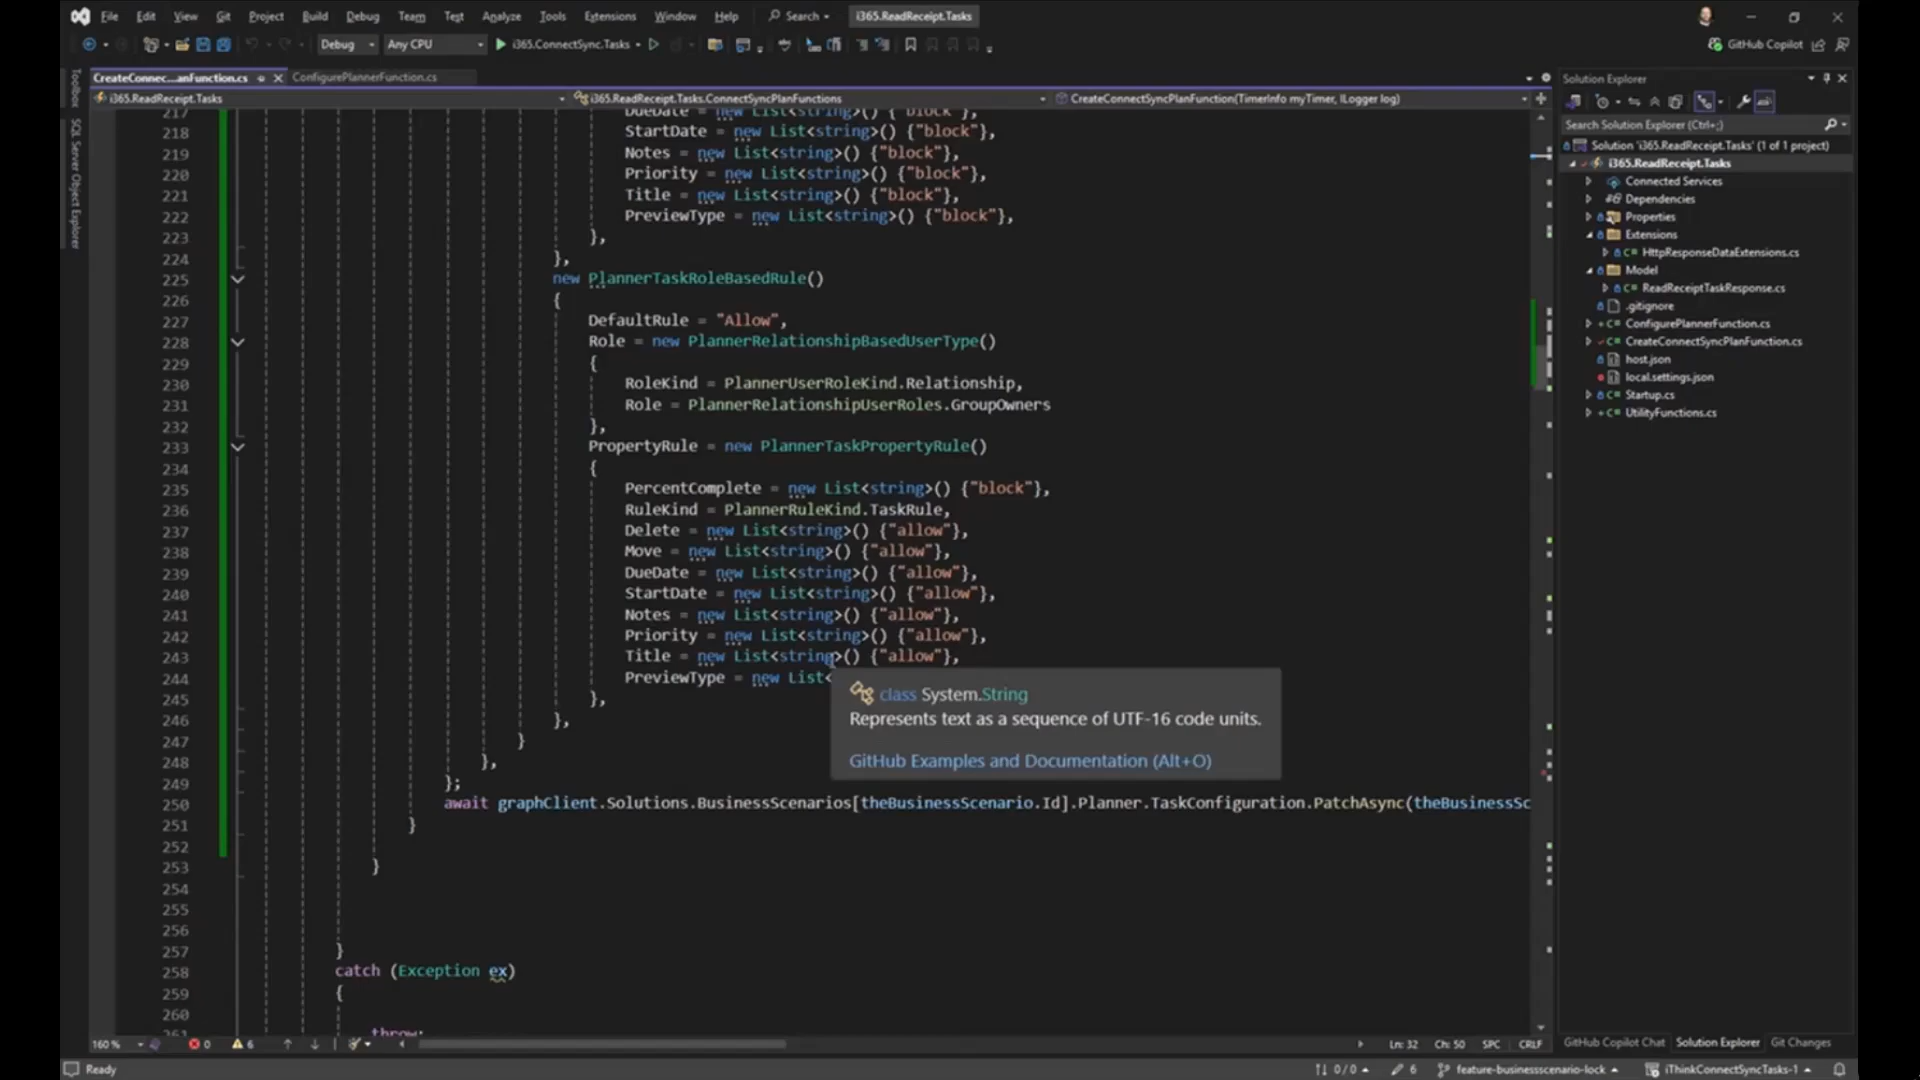 File Edit View Git Project Build Debug Team Test Analyze Tools Extensions Window Help Search i365.ReadReceipt.Tasks
Debug Any CPU i365.ConnectSync.Tasks GitHub Copilot
Toolbox
SQL Server Object Explorer
CreateConnec...anFunction.cs ConfigurePlannerFunction.cs
i365.ReadReceipt.Tasks i365.ReadReceipt.Tasks.ConnectSyncPlanFunctions CreateConnectSyncPlanFunction(TimerInfo myTimer, ILogger log)
217 DueDate = new List<string>() {"block"},
218 StartDate = new List<string>() {"block"},
219 Notes = new List<string>() {"block"},
220 Priority = new List<string>() {"block"},
221 Title = new List<string>() {"block"},
222 PreviewType = new List<string>() {"block"},
223 },
224 },
225 new PlannerTaskRoleBasedRule()
226 {
227 DefaultRule = "Allow",
228 Role = new PlannerRelationshipBasedUserType()
229 {
230 RoleKind = PlannerUserRoleKind.Relationship,
231 Role = PlannerRelationshipUserRoles.GroupOwners
232 },
233 PropertyRule = new PlannerTaskPropertyRule()
234 {
235 PercentComplete = new List<string>() {"block"},
236 RuleKind = PlannerRuleKind.TaskRule,
237 Delete = new List<string>() {"allow"},
238 Move = new List<string>() {"allow"},
239 DueDate = new List<string>() {"allow"},
240 StartDate = new List<string>() {"allow"},
241 Notes = new List<string>() {"allow"},
242 Priority = new List<string>() {"allow"},
243 Title = new List<string>() {"allow"},
244 PreviewType = new List<
245 },
246 },
247 }
248 },
249 };
250 await graphClient.Solutions.BusinessScenarios[theBusinessScenario.Id].Planner.TaskConfiguration.PatchAsync(theBusinessSc
251 }
252
253 }
254
255
256
257 }
258 catch (Exception ex)
259 {
260
261 throw;
class System.String
Represents text as a sequence of UTF-16 code units.
GitHub Examples and Documentation (Alt+O)
Solution Explorer
Search Solution Explorer (Ctrl+;)
Solution 'i365.ReadReceipt.Tasks' (1 of 1 project)
i365.ReadReceipt.Tasks
Connected Services
Dependencies
Properties
Extensions
C# HttpResponseDataExtensions.cs
Model
C# ReadReceiptTaskResponse.cs
.gitignore
C# ConfigurePlannerFunction.cs
C# CreateConnectSyncPlanFunction.cs
host.json
local.settings.json
C# Startup.cs
C# UtilityFunctions.cs
160 % 0 6 Ln: 32 Ch: 50 SPC CRLF
GitHub Copilot Chat Solution Explorer Git Changes
Ready 0 / 0 6 feature-businessscenario-lock iThinkConnectSyncTasks-1